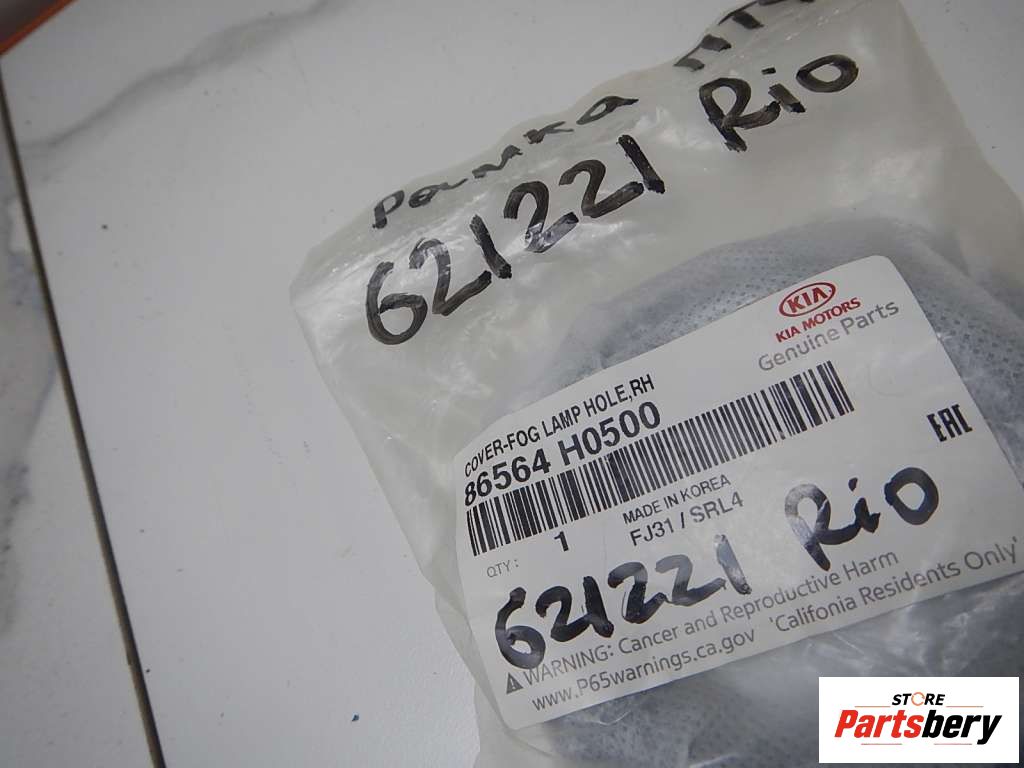 рамка
621221 Rio
KIA
KIA MOTORS
Genuine Parts
COVER-FOG LAMP HOLE,RH
86564 H0500
EAC
MADE IN KOREA
QTY : 1 FJ31 / SRL4
621221 Rio
WARNING: Cancer and Reproductive Harm
www.P65warnings.ca.gov 'Califonia Residents Only'
STORE
Partsbery